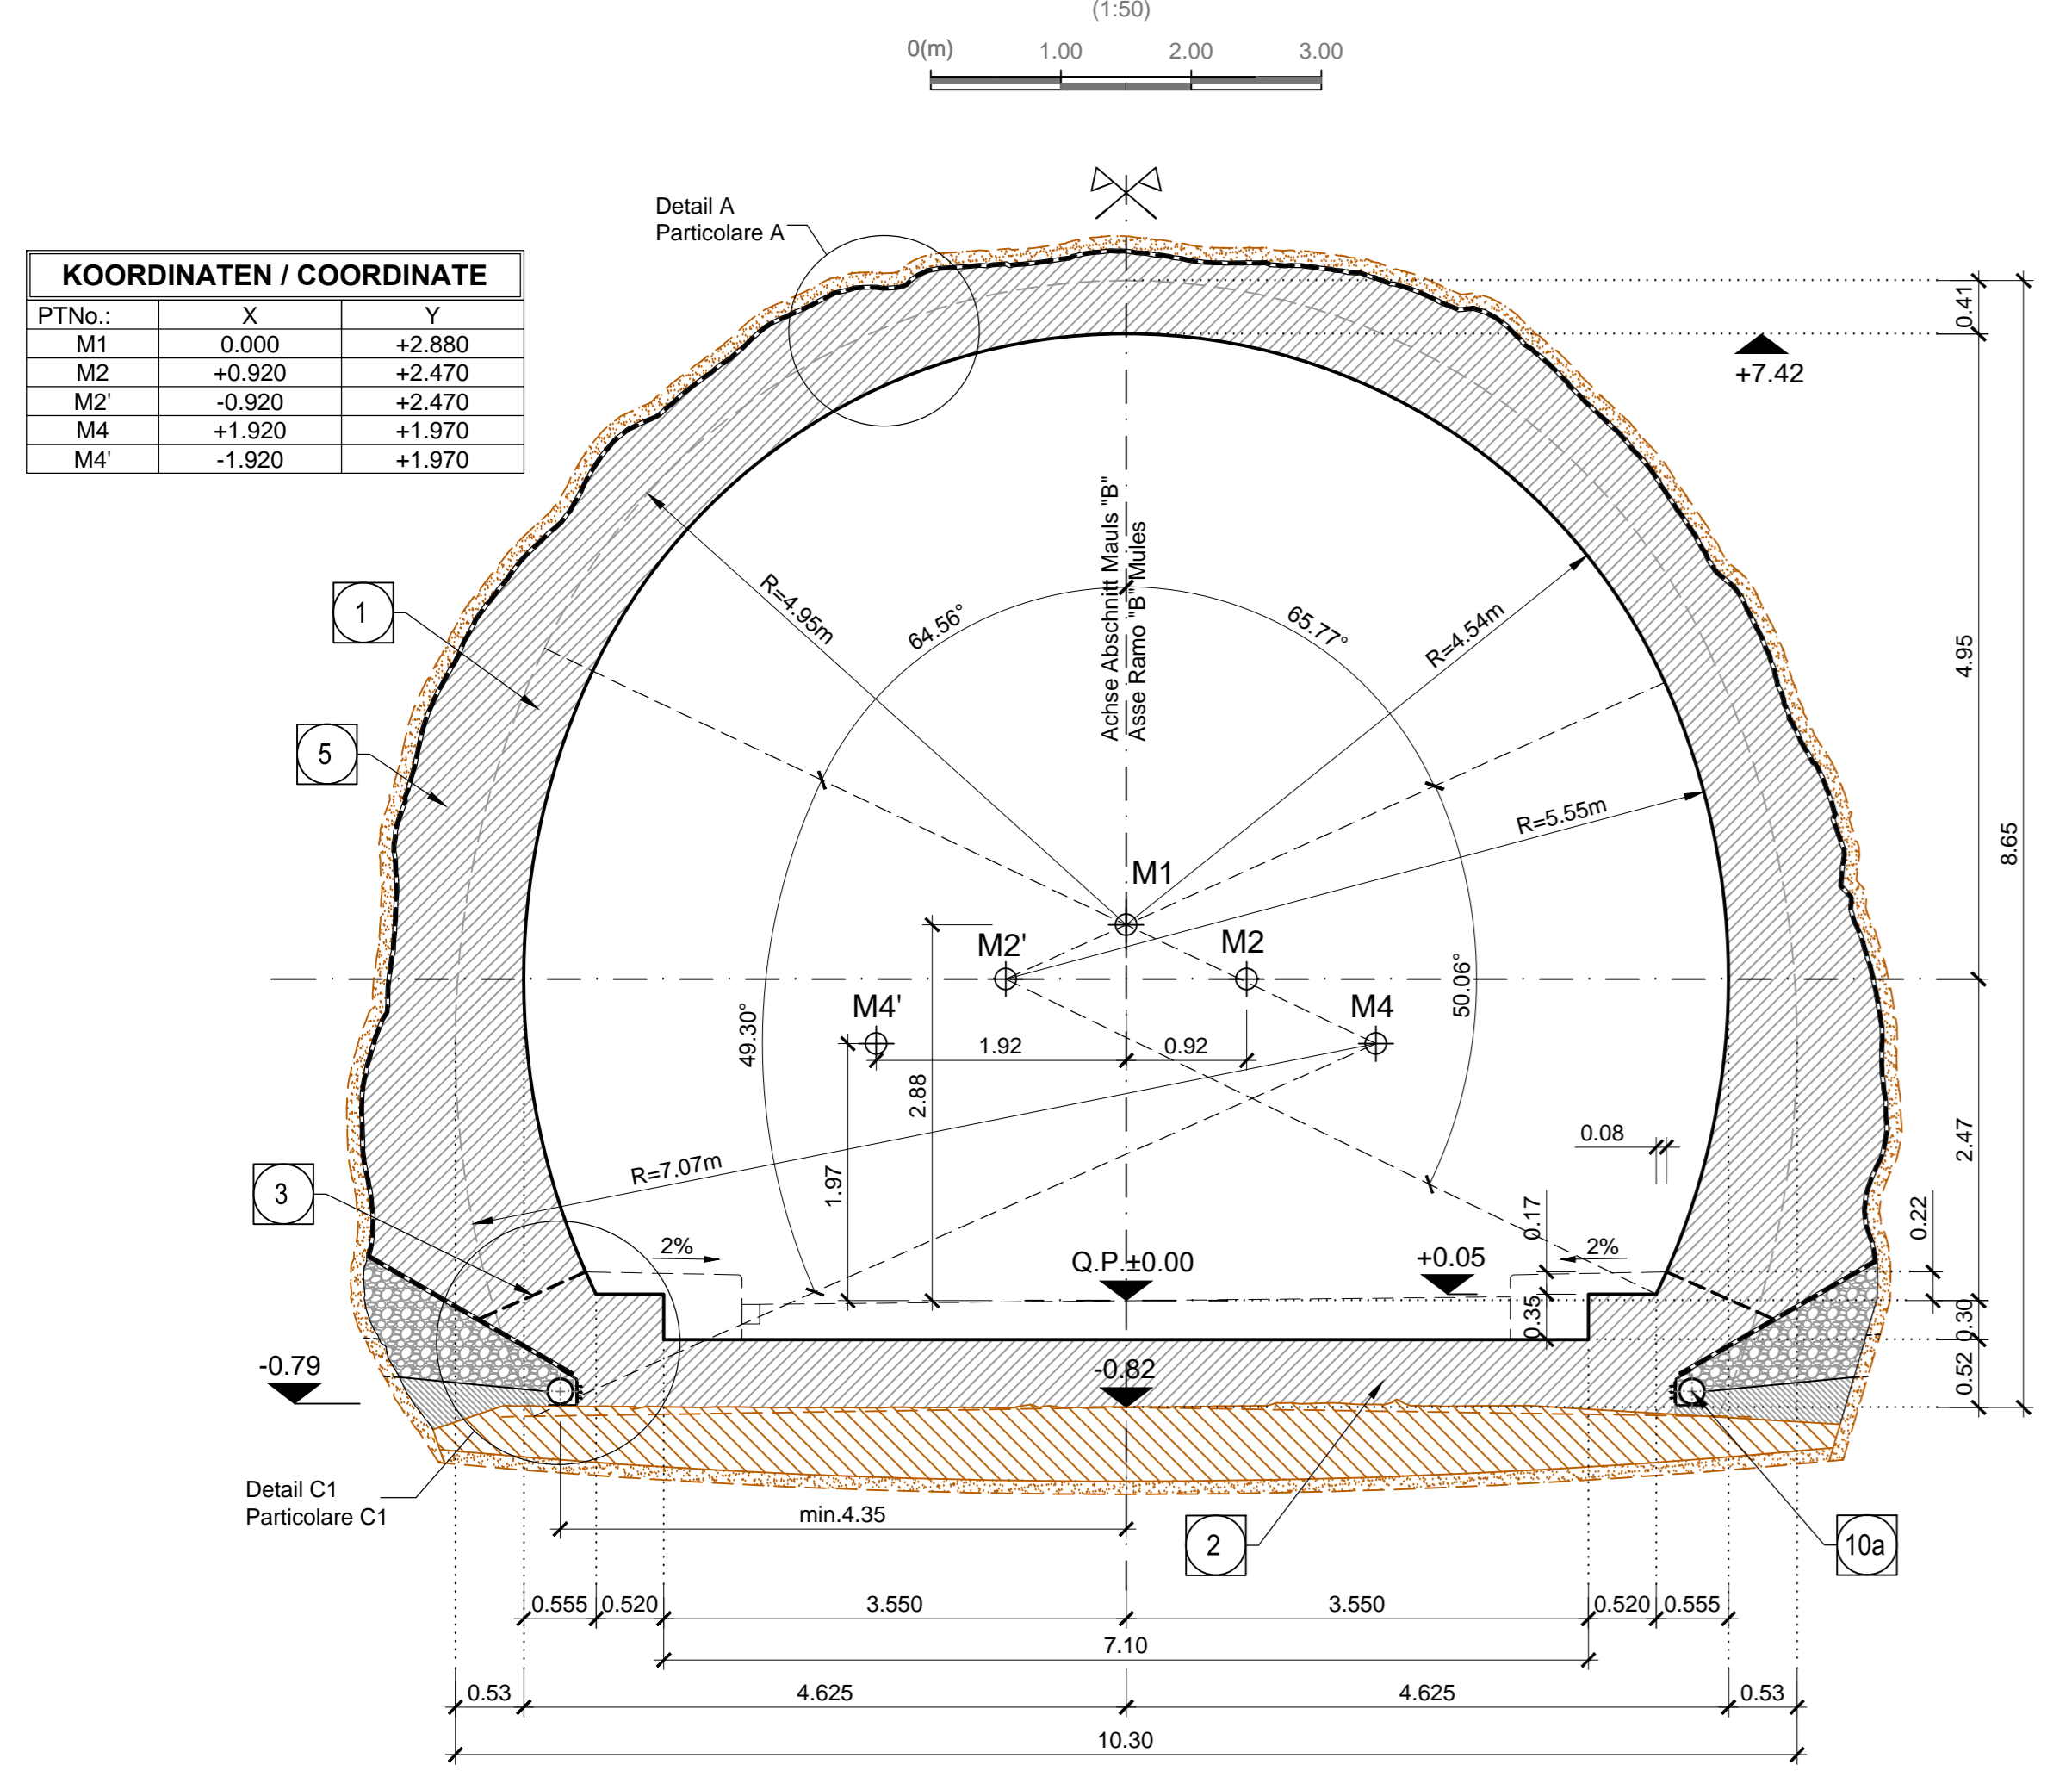 (1:50)
0(m) 1.00 2.00 3.00
Detail A
Particolare A
KOORDINATEN / COORDINATE
PTNo.: X Y
M1 0.000 +2.880
M2 +0.920 +2.470
M2' -0.920 +2.470
M4 +1.920 +1.970
M4' -1.920 +1.970
0.41
+7.42
Achse Abschnitt Mauls "B"
Asse Ramo "B" Mules
1
5
R=4.95m
64.56°
65.77°
R=4.54m
4.95
R=5.55m
8.65
M1
M2'
M2
M4'
M4
49.30°
50.06°
1.92
0.92
2.88
1.97
R=7.07m
0.08
2.47
3
2%
Q.P.±0.00
+0.05
0.17
2%
0.22
0.35
0.30
-0.79
-0.82
0.52
Detail C1
Particolare C1
min.4.35
2
10a
0.555 0.520 3.550 3.550 0.520 0.555
7.10
0.53 4.625 4.625 0.53
10.30